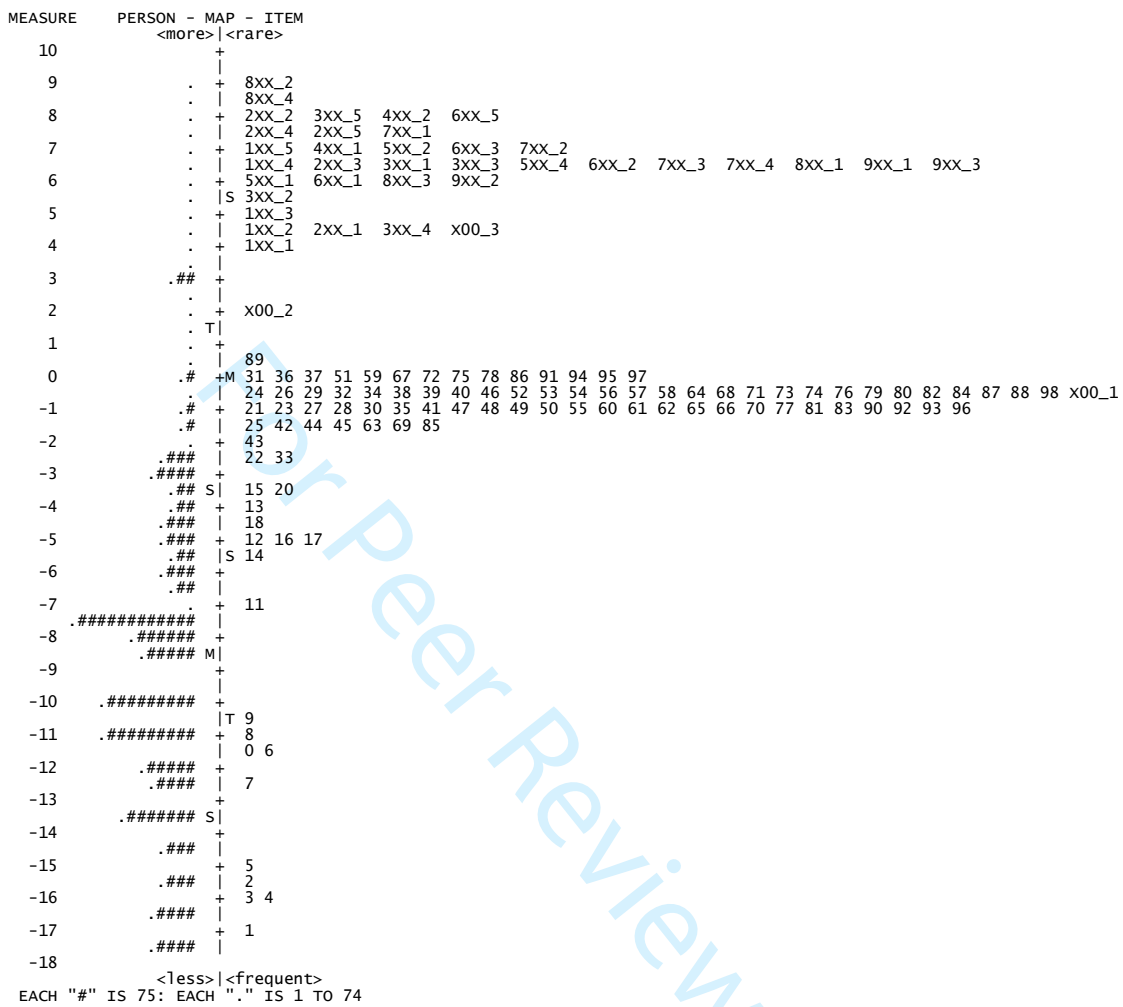 MEASURE PERSON - MAP - ITEM
<more>|<rare>
10 +
|
9 . + 8XX_2
. | 8XX_4
8 . + 2XX_2 3XX_5 4XX_2 6XX_5
. | 2XX_4 2XX_5 7XX_1
7 . + 1XX_5 4XX_1 5XX_2 6XX_3 7XX_2
. | 1XX_4 2XX_3 3XX_1 3XX_3 5XX_4 6XX_2 7XX_3 7XX_4 8XX_1 9XX_1 9XX_3
6 . + 5XX_1 6XX_1 8XX_3 9XX_2
. |S 3XX_2
5 . + 1XX_3
. | 1XX_2 2XX_1 3XX_4 X00_3
4 . + 1XX_1
. |
3 .## +
. |
2 . + X00_2
. T|
1 . +
. | 89
0 .# +M 31 36 37 51 59 67 72 75 78 86 91 94 95 97
. | 24 26 29 32 34 38 39 40 46 52 53 54 56 57 58 64 68 71 73 74 76 79 80 82 84 87 88 98 X00_1
-1 .# + 21 23 27 28 30 35 41 47 48 49 50 55 60 61 62 65 66 70 77 81 83 90 92 93 96
.# | 25 42 44 45 63 69 85
-2 . + 43
.### | 22 33
-3 .#### +
.## S| 15 20
-4 .## + 13
.### | 18
-5 .### + 12 16 17
.## |S 14
-6 .### +
.## |
-7 . + 11
.############ |
-8 .###### +
.##### M|
-9 +
|
-10 .######### +
|T 9
-11 .######### + 8
| 0 6
-12 .##### +
.#### | 7
-13 +
.####### S|
-14 +
.### |
-15 + 5
.### | 2
-16 + 3 4
.#### |
-17 + 1
.#### |
-18
<less>|<frequent>
EACH "#" IS 75: EACH "." IS 1 TO 74
For Peer Review